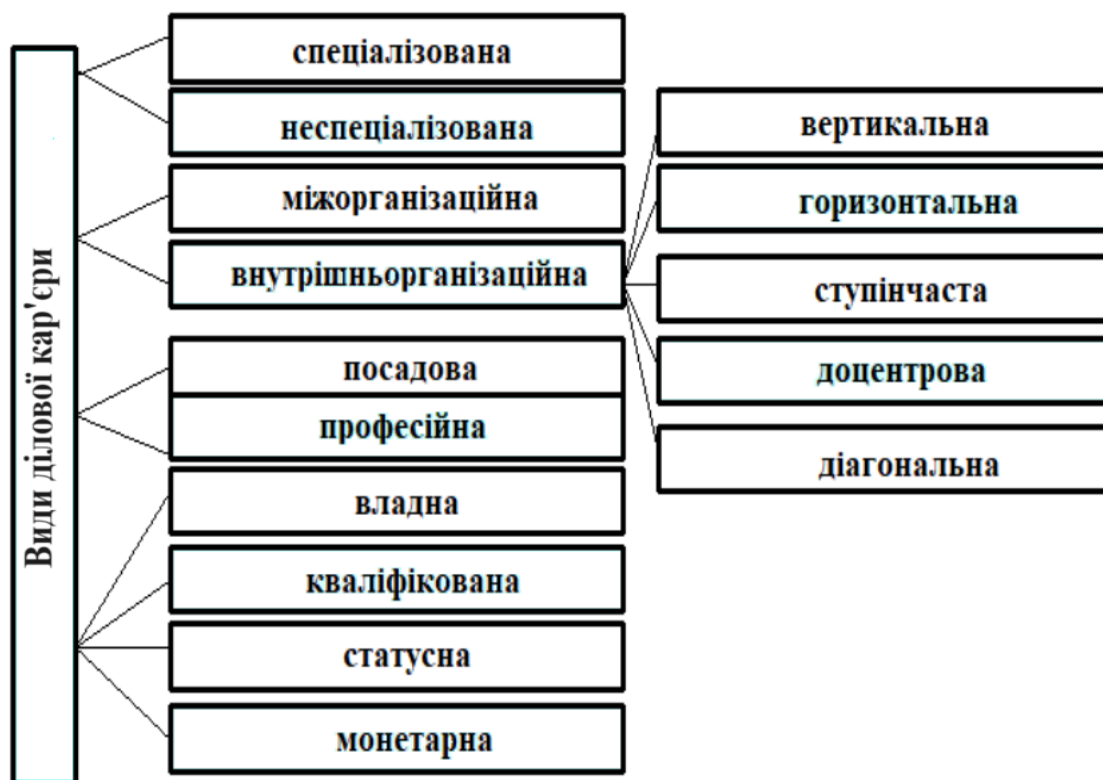 Види ділової кар'єри
спеціалізована
неспеціалізована
міжорганізаційна
внутрішньорганізаційна
посадова
професійна
владна
кваліфікована
статусна
монетарна
вертикальна
горизонтальна
ступінчаста
доцентрова
діагональна